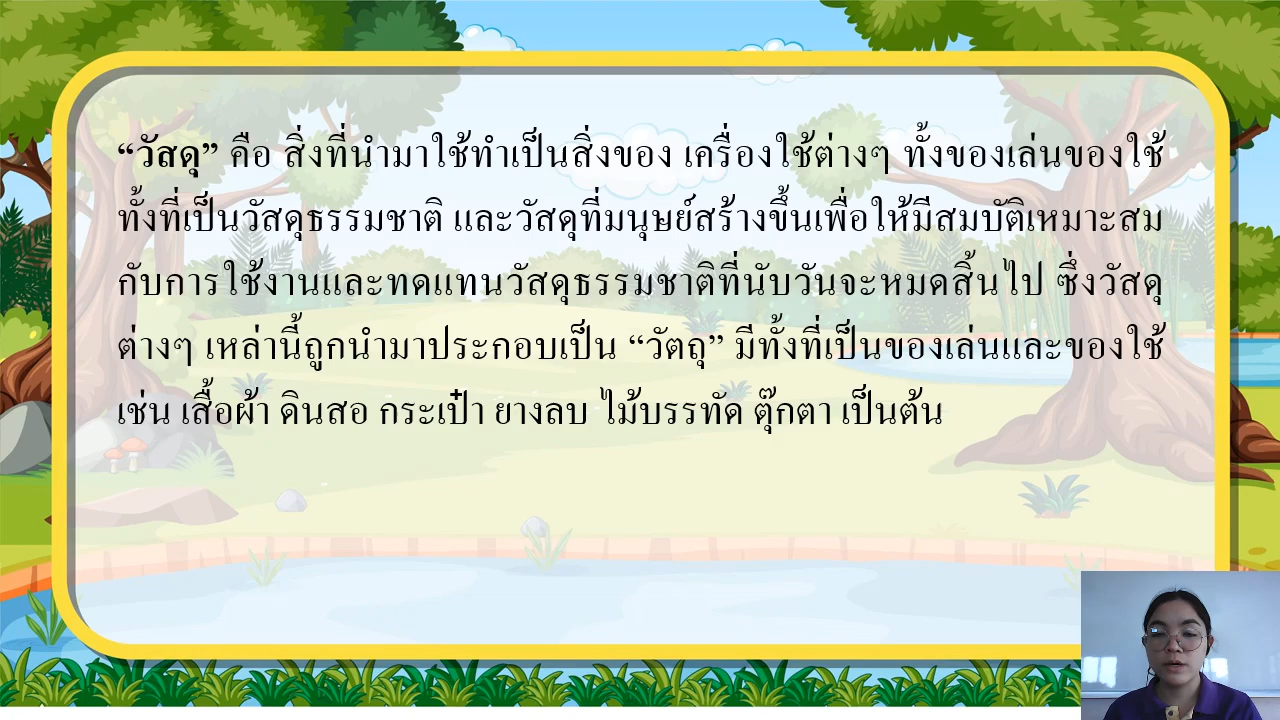 “วัสดุ” คือ สิ่งที่นำมาใช้ทำเป็นสิ่งของ เครื่องใช้ต่างๆ ทั้งของเล่นของใช้
ทั้งที่เป็นวัสดุธรรมชาติ และวัสดุที่มนุษย์สร้างขึ้นเพื่อให้มีสมบัติเหมาะสม
กับการใช้งานและทดแทนวัสดุธรรมชาติที่นับวันจะหมดสิ้นไป ซึ่งวัสดุ
ต่างๆ เหล่านี้ถูกนำมาประกอบเป็น “วัตถุ” มีทั้งที่เป็นของเล่นและของใช้
เช่น เสื้อผ้า ดินสอ กระเป๋า ยางลบ ไม้บรรทัด ตุ๊กตา เป็นต้น